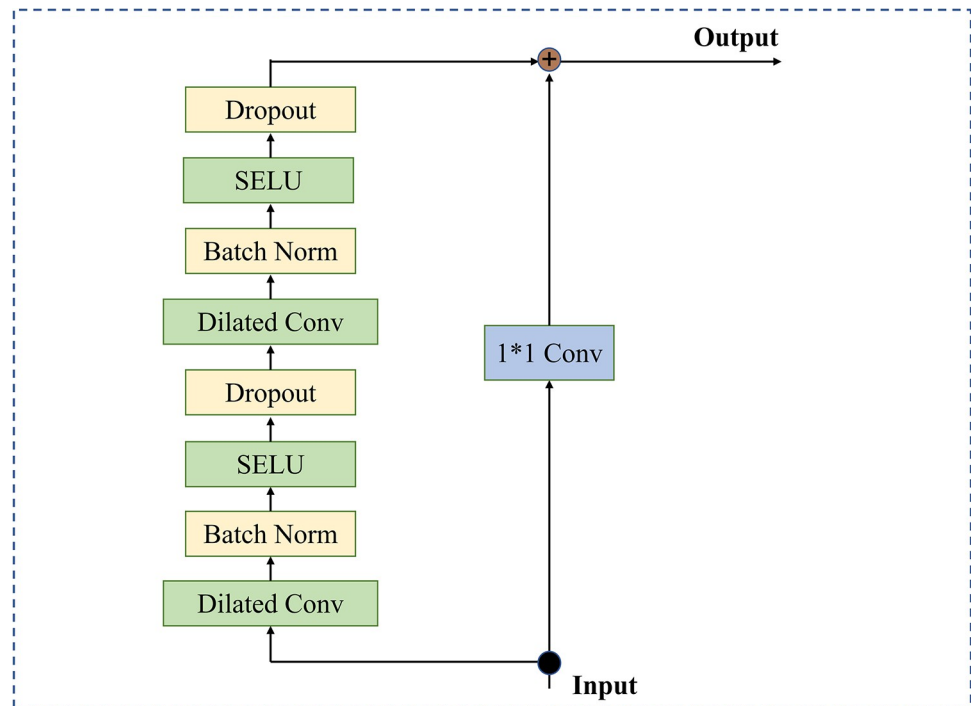 Output
Dropout
SELU
Batch Norm
Dilated Conv
1*1 Conv
Dropout
SELU
Batch Norm
Dilated Conv
Input